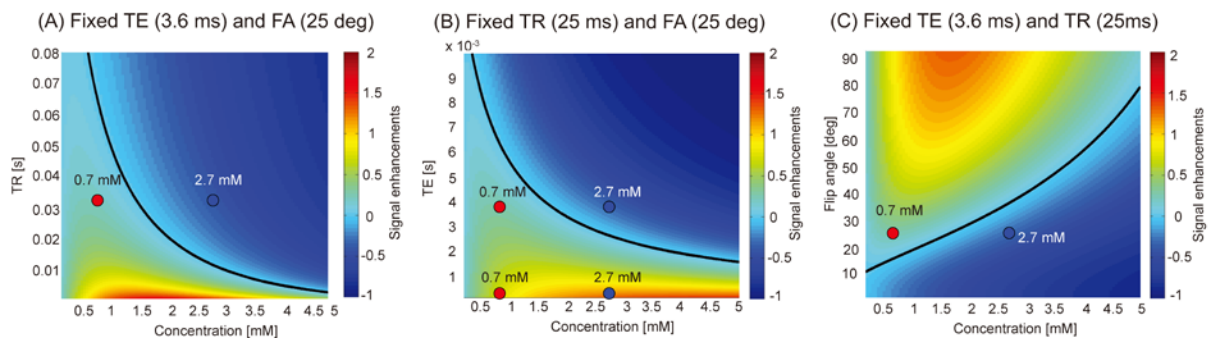 (A) Fixed TE (3.6 ms) and FA (25 deg)
0.08
0.07
0.06
0.05
0.04
0.03
0.02
0.01
TR [s]
0.7 mM
2.7 mM
0.5 1 1.5 2 2.5 3 3.5 4 4.5 5
Concentration [mM]
2
1.5
1
0.5
0
-0.5
-1
Signal enhancements
(B) Fixed TR (25 ms) and FA (25 deg)
x 10⁻³
9
8
7
6
5
4
3
2
1
TE [s]
0.7 mM
2.7 mM
0.7 mM
2.7 mM
0.5 1 1.5 2 2.5 3 3.5 4 4.5 5
Concentration [mM]
2
1.5
1
0.5
0
-0.5
-1
Signal enhancements
(C) Fixed TE (3.6 ms) and TR (25ms)
90
80
70
60
50
40
30
20
10
Flip angle [deg]
0.7 mM
2.7 mM
0.5 1 1.5 2 2.5 3 3.5 4 4.5 5
Concentration [mM]
2
1.5
1
0.5
0
-0.5
-1
Signal enhancements